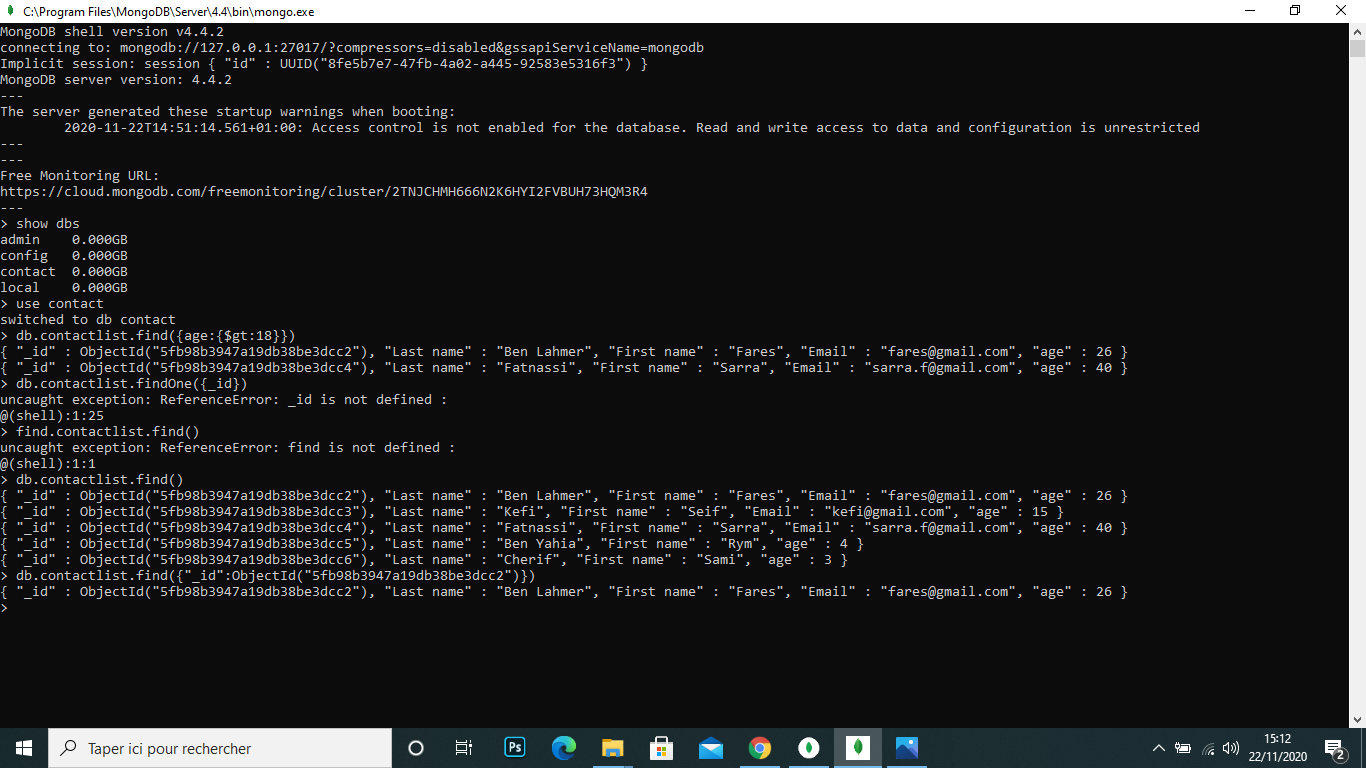 C:\Program Files\MongoDB\Server\4.4\bin\mongo.exe
MongoDB shell version v4.4.2
connecting to: mongodb://127.0.0.1:27017/?compressors=disabled&gssapiServiceName=mongodb
Implicit session: session { "id" : UUID("8fe5b7e7-47fb-4a02-a445-92583e5316f3") }
MongoDB server version: 4.4.2
---
The server generated these startup warnings when booting:
        2020-11-22T14:51:14.561+01:00: Access control is not enabled for the database. Read and write access to data and configuration is unrestricted
---
---
Free Monitoring URL:
https://cloud.mongodb.com/freemonitoring/cluster/2TNJCHMH666N2K6HYI2FVBUH73HQM3R4
---
> show dbs
admin    0.000GB
config   0.000GB
contact  0.000GB
local    0.000GB
> use contact
switched to db contact
> db.contactlist.find({age:{$gt:18}})
{ "_id" : ObjectId("5fb98b3947a19db38be3dcc2"), "Last name" : "Ben Lahmer", "First name" : "Fares", "Email" : "fares@gmail.com", "age" : 26 }
{ "_id" : ObjectId("5fb98b3947a19db38be3dcc4"), "Last name" : "Fatnassi", "First name" : "Sarra", "Email" : "sarra.f@gmail.com", "age" : 40 }
> db.contactlist.findOne({_id})
uncaught exception: ReferenceError: _id is not defined :
@(shell):1:25
> find.contactlist.find()
uncaught exception: ReferenceError: find is not defined :
@(shell):1:1
> db.contactlist.find()
{ "_id" : ObjectId("5fb98b3947a19db38be3dcc2"), "Last name" : "Ben Lahmer", "First name" : "Fares", "Email" : "fares@gmail.com", "age" : 26 }
{ "_id" : ObjectId("5fb98b3947a19db38be3dcc3"), "Last name" : "Kefi", "First name" : "Seif", "Email" : "kefi@gmail.com", "age" : 15 }
{ "_id" : ObjectId("5fb98b3947a19db38be3dcc4"), "Last name" : "Fatnassi", "First name" : "Sarra", "Email" : "sarra.f@gmail.com", "age" : 40 }
{ "_id" : ObjectId("5fb98b3947a19db38be3dcc5"), "Last name" : "Ben Yahia", "First name" : "Rym", "age" : 4 }
{ "_id" : ObjectId("5fb98b3947a19db38be3dcc6"), "Last name" : "Cherif", "First name" : "Sami", "age" : 3 }
> db.contactlist.find({"_id":ObjectId("5fb98b3947a19db38be3dcc2")})
{ "_id" : ObjectId("5fb98b3947a19db38be3dcc2"), "Last name" : "Ben Lahmer", "First name" : "Fares", "Email" : "fares@gmail.com", "age" : 26 }
>
Taper ici pour rechercher
Ps
15:12
22/11/2020
2